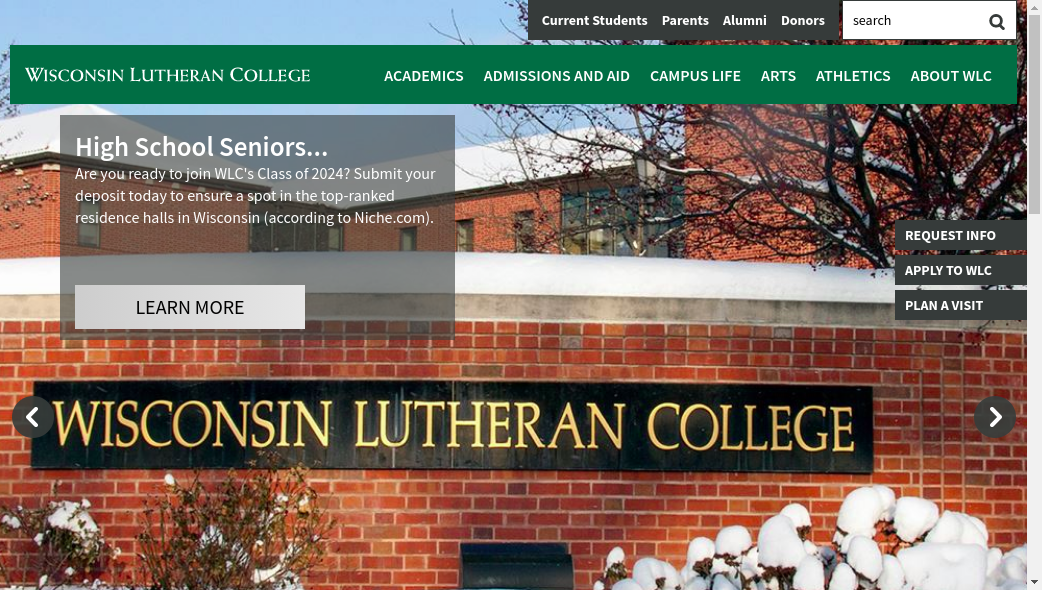 Current Students Parents Alumni Donors search
WISCONSIN LUTHERAN COLLEGE ACADEMICS ADMISSIONS AND AID CAMPUS LIFE ARTS ATHLETICS ABOUT WLC
High School Seniors...
Are you ready to join WLC's Class of 2024? Submit your
deposit today to ensure a spot in the top-ranked
residence halls in Wisconsin (according to Niche.com).
LEARN MORE
REQUEST INFO
APPLY TO WLC
PLAN A VISIT
WISCONSIN LUTHERAN COLLEGE